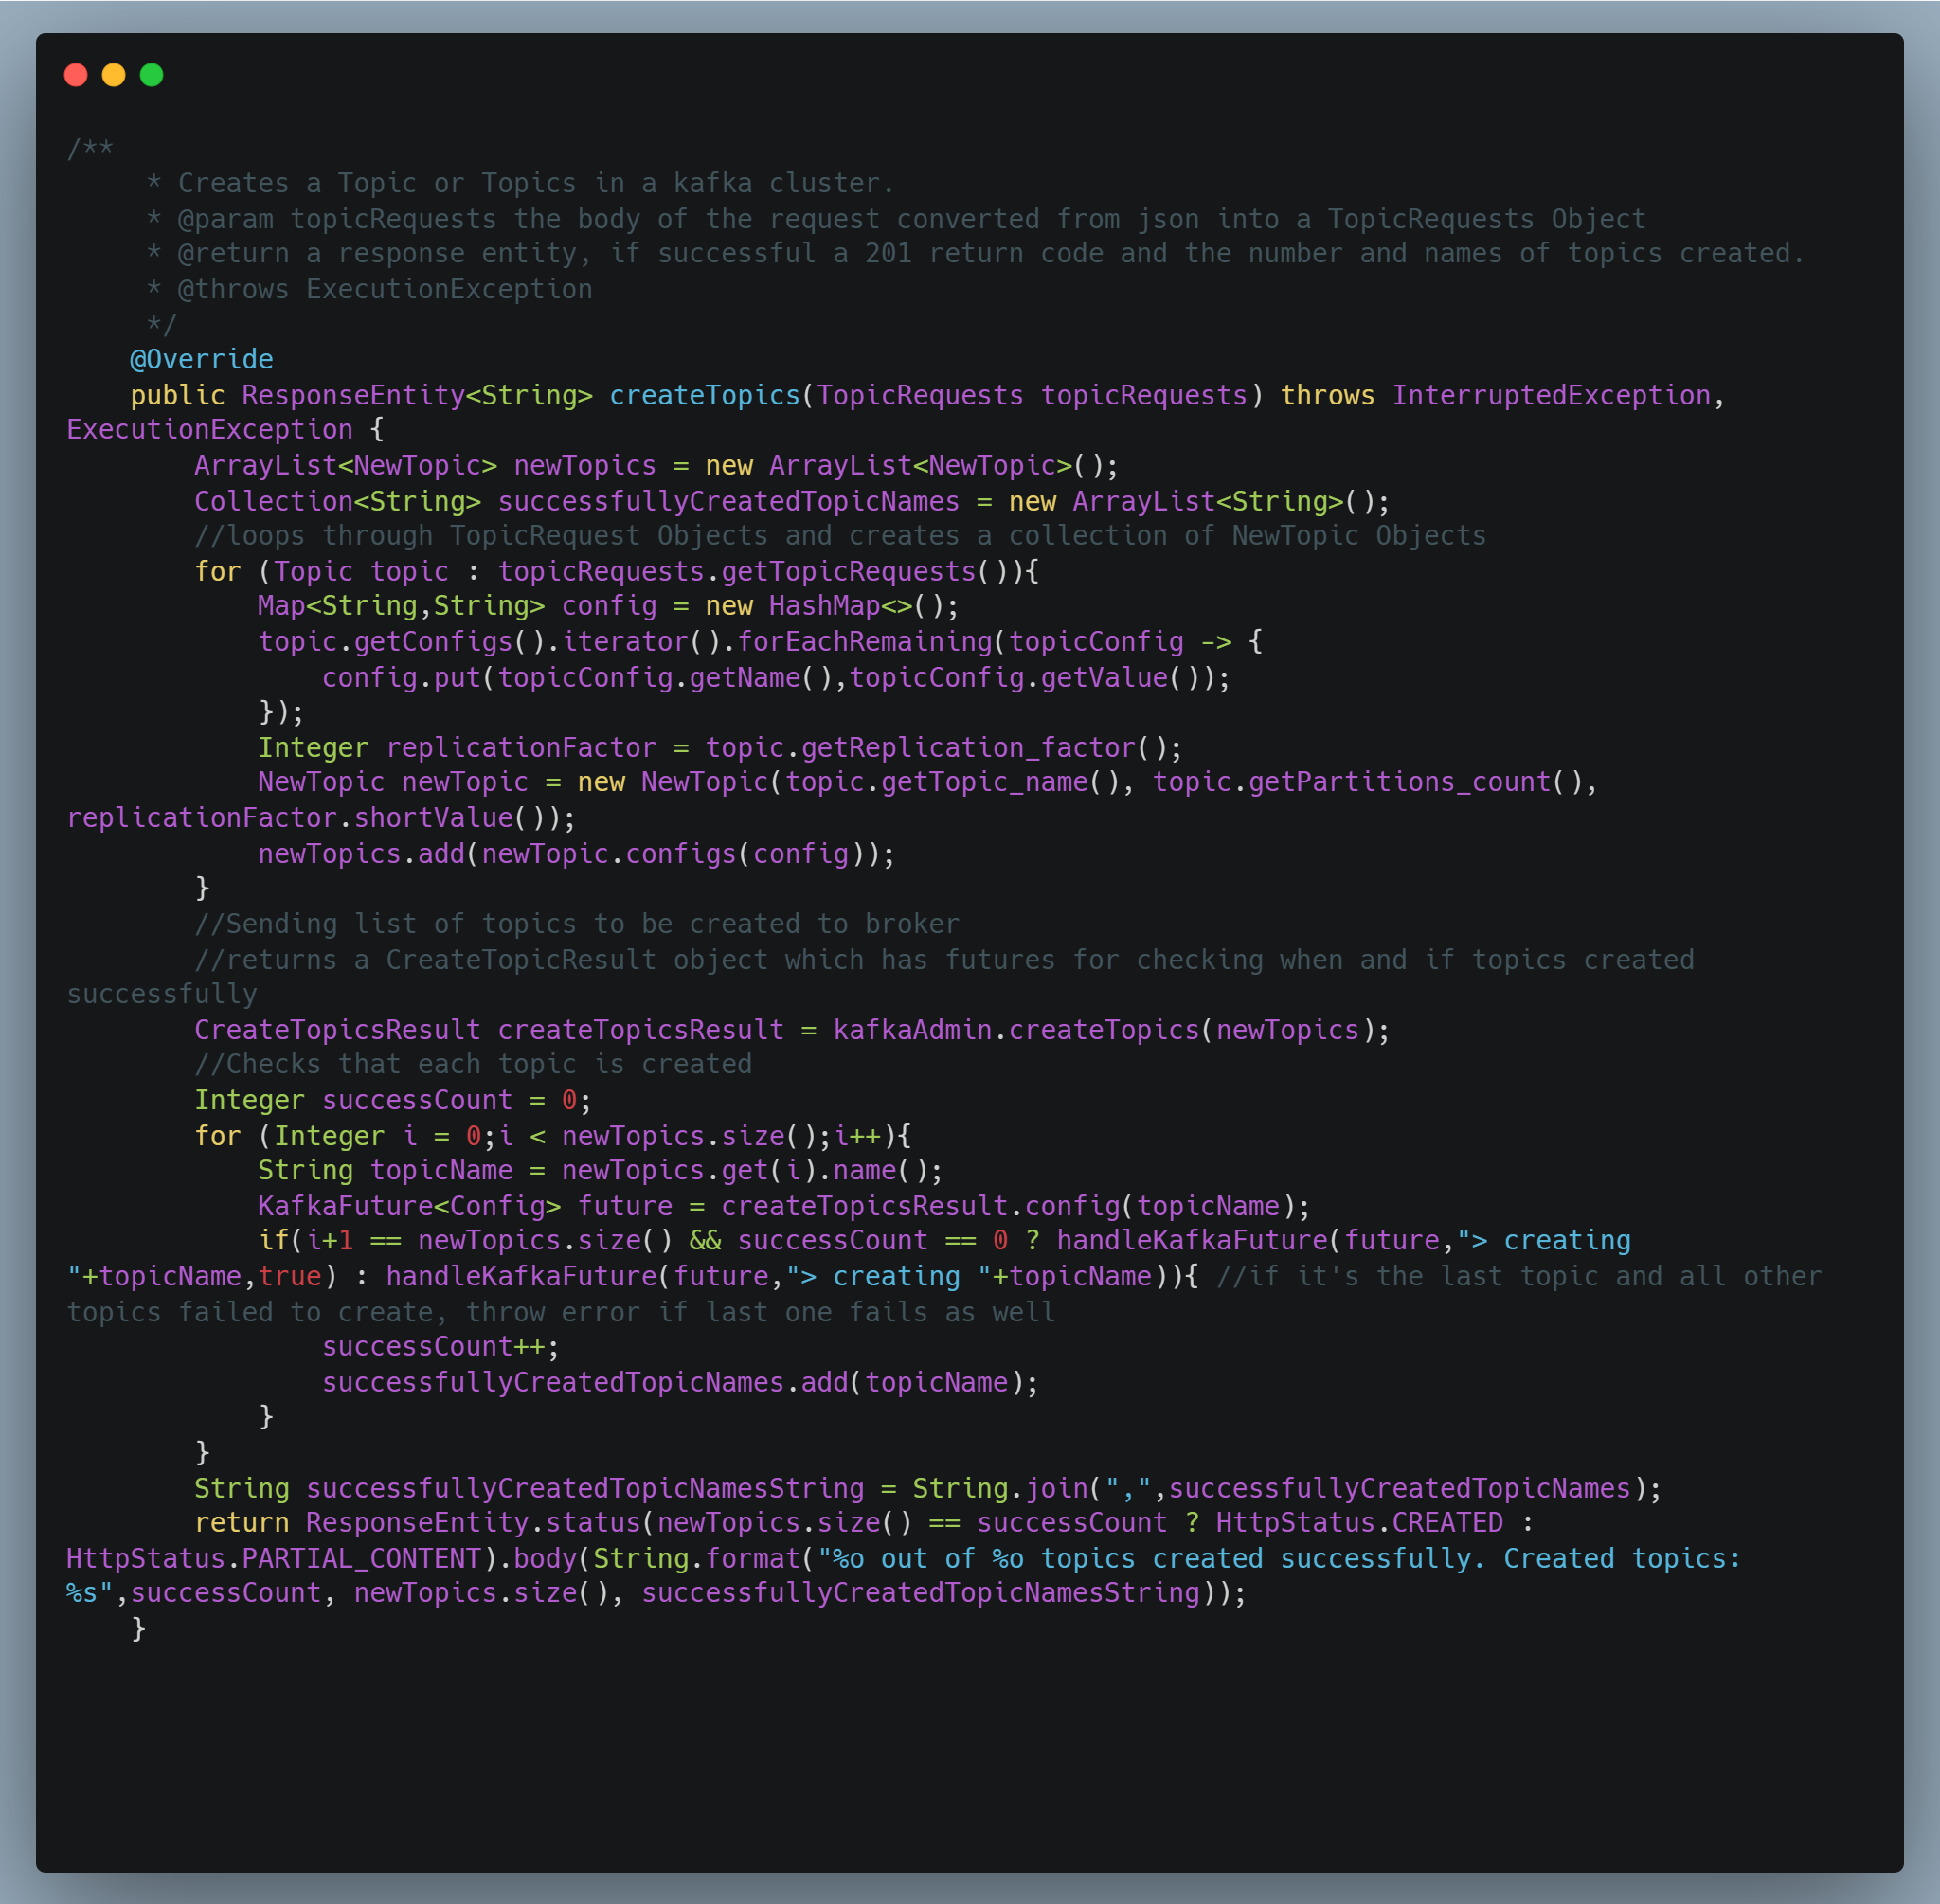 /**
     * Creates a Topic or Topics in a kafka cluster.
     * @param topicRequests the body of the request converted from json into a TopicRequests Object
     * @return a response entity, if successful a 201 return code and the number and names of topics created.
     * @throws ExecutionException
     */
    @Override
    public ResponseEntity<String> createTopics(TopicRequests topicRequests) throws InterruptedException,
ExecutionException {
        ArrayList<NewTopic> newTopics = new ArrayList<NewTopic>();
        Collection<String> successfullyCreatedTopicNames = new ArrayList<String>();
        //loops through TopicRequest Objects and creates a collection of NewTopic Objects
        for (Topic topic : topicRequests.getTopicRequests()){
            Map<String,String> config = new HashMap<>();
            topic.getConfigs().iterator().forEachRemaining(topicConfig -> {
                config.put(topicConfig.getName(),topicConfig.getValue());
            });
            Integer replicationFactor = topic.getReplication_factor();
            NewTopic newTopic = new NewTopic(topic.getTopic_name(), topic.getPartitions_count(),
replicationFactor.shortValue());
            newTopics.add(newTopic.configs(config));
        }
        //Sending list of topics to be created to broker
        //returns a CreateTopicResult object which has futures for checking when and if topics created
successfully
        CreateTopicsResult createTopicsResult = kafkaAdmin.createTopics(newTopics);
        //Checks that each topic is created
        Integer successCount = 0;
        for (Integer i = 0;i < newTopics.size();i++){
            String topicName = newTopics.get(i).name();
            KafkaFuture<Config> future = createTopicsResult.config(topicName);
            if(i+1 == newTopics.size() && successCount == 0 ? handleKafkaFuture(future,"> creating
"+topicName,true) : handleKafkaFuture(future,"> creating "+topicName)){ //if it's the last topic and all other
topics failed to create, throw error if last one fails as well
                successCount++;
                successfullyCreatedTopicNames.add(topicName);
            }
        }
        String successfullyCreatedTopicNamesString = String.join(",",successfullyCreatedTopicNames);
        return ResponseEntity.status(newTopics.size() == successCount ? HttpStatus.CREATED :
HttpStatus.PARTIAL_CONTENT).body(String.format("%o out of %o topics created successfully. Created topics:
%s",successCount, newTopics.size(), successfullyCreatedTopicNamesString));
    }